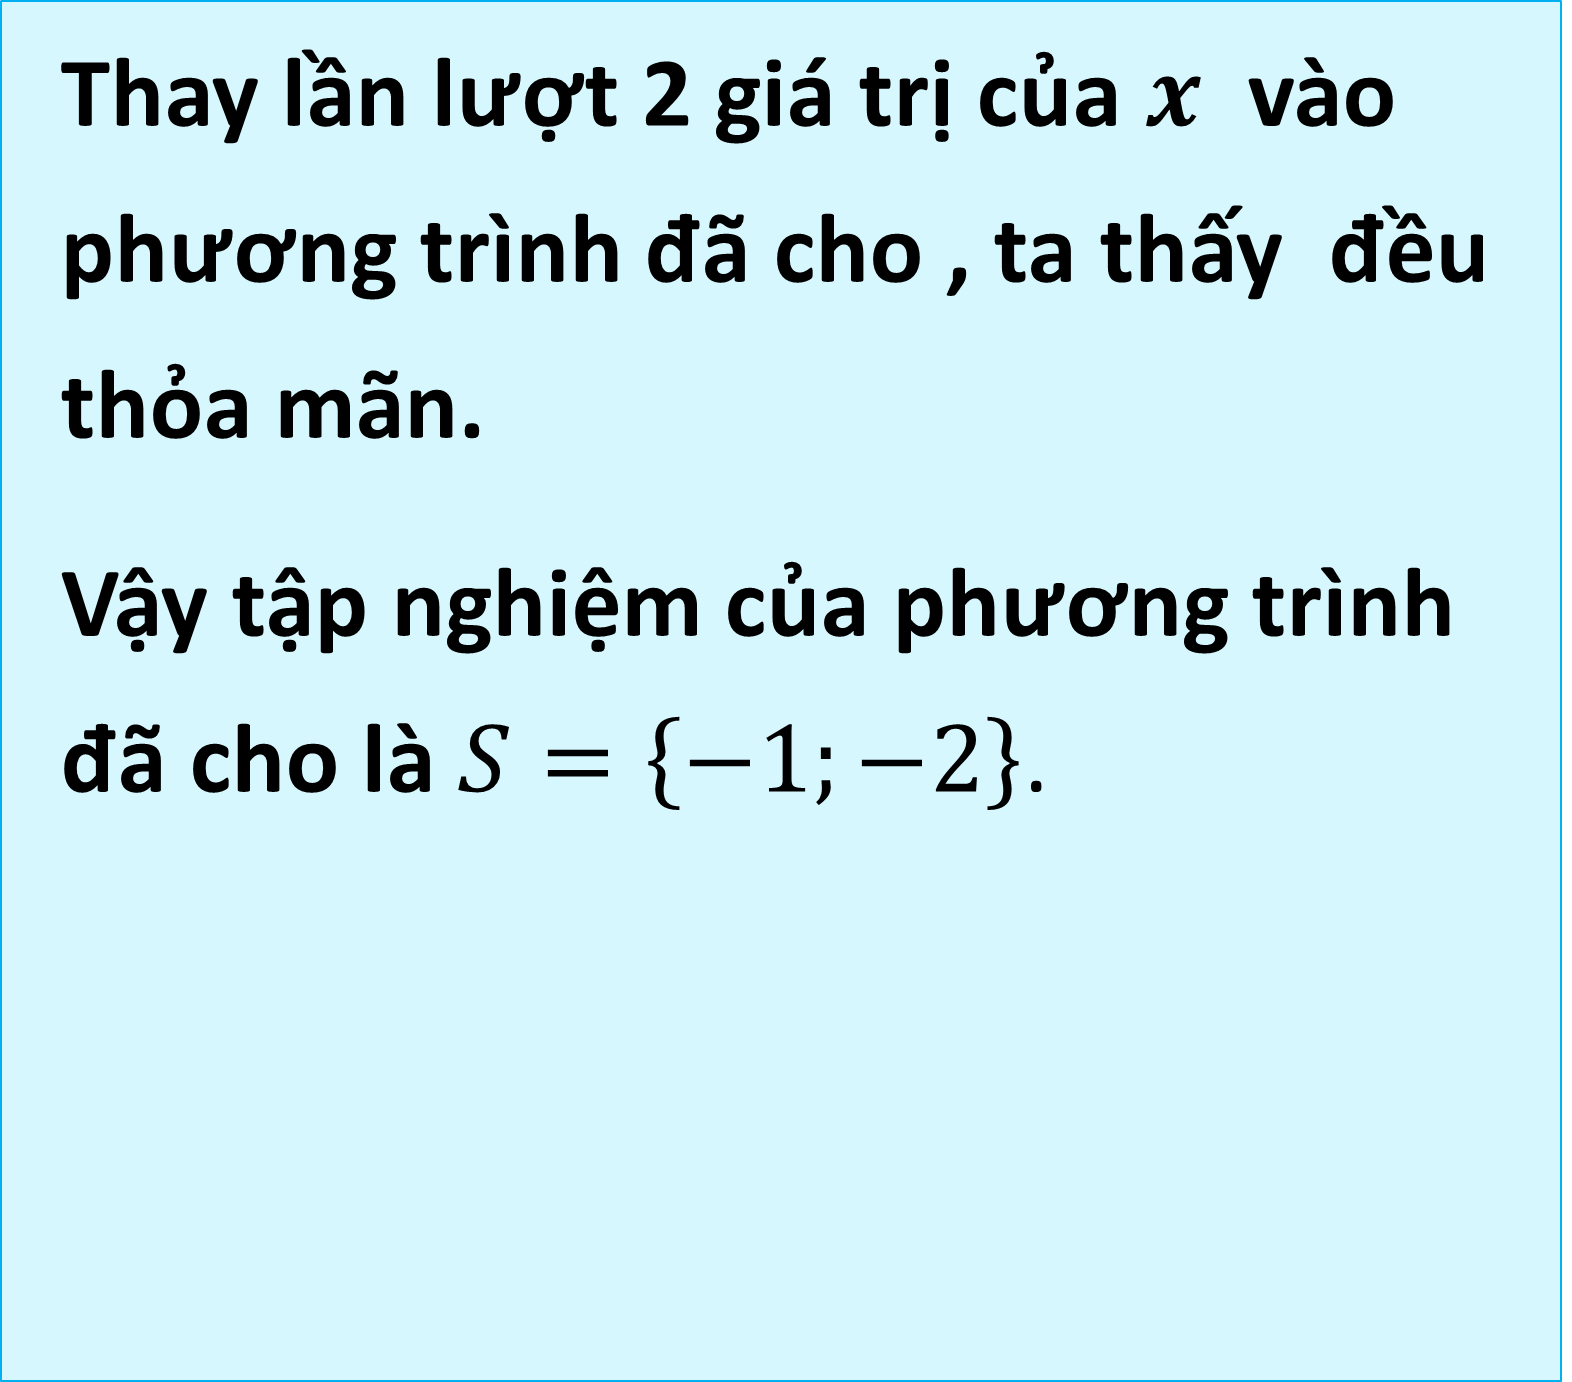 Thay lần lượt 2 giá trị của x vào
phương trình đã cho , ta thấy đều
thỏa mãn.
Vậy tập nghiệm của phương trình
đã cho là S = {−1; −2}.